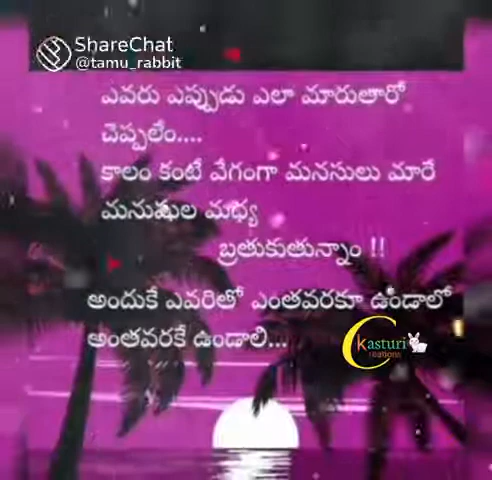 ShareChat
@tamu_rabbit
ఎవరు ఎప్పుడు ఎలా మారుతారో
చెప్పలేం....
కాలం కంటే వేగంగా మనసులు మారే
మనుషుల మధ్య
బ్రతుకుతున్నాం !!
అందుకే ఎవరితో ఎంతవరకూ ఉండాలో
అంతవరకే ఉండాలి...
Kasturi
Creations